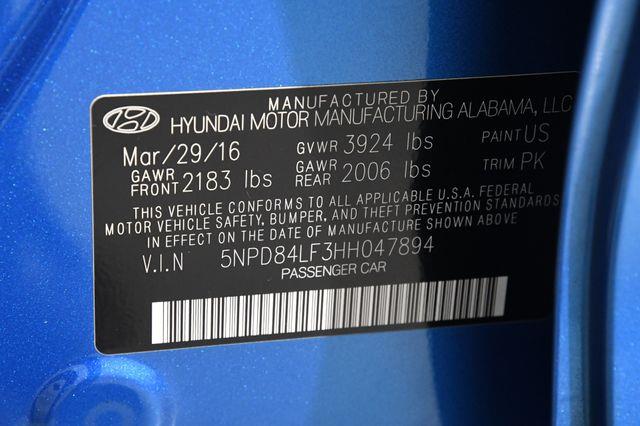 MANUFACTURED BY
HYUNDAI MOTOR MANUFACTURING ALABAMA, LLC
Mar/29/16 GVWR 3924 lbs PAINT US
GAWR FRONT 2183 lbs GAWR REAR 2006 lbs TRIM PK
THIS VEHICLE CONFORMS TO ALL APPLICABLE U.S.A. FEDERAL
MOTOR VEHICLE SAFETY, BUMPER, AND THEFT PREVENTION STANDARDS
IN EFFECT ON THE DATE OF MANUFACTURE SHOWN ABOVE
V.I.N 5NPD84LF3HH047894
PASSENGER CAR